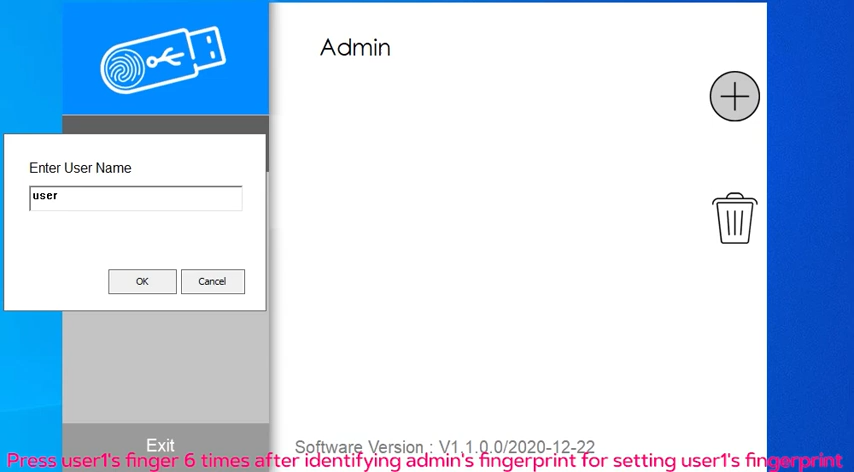 Admin
Enter User Name
user
OK Cancel
Exit
Software Version : V1.1.0.0/2020-12-22
Press user1's finger 6 times after identifying admin's fingerprint for setting user1's fingerprint